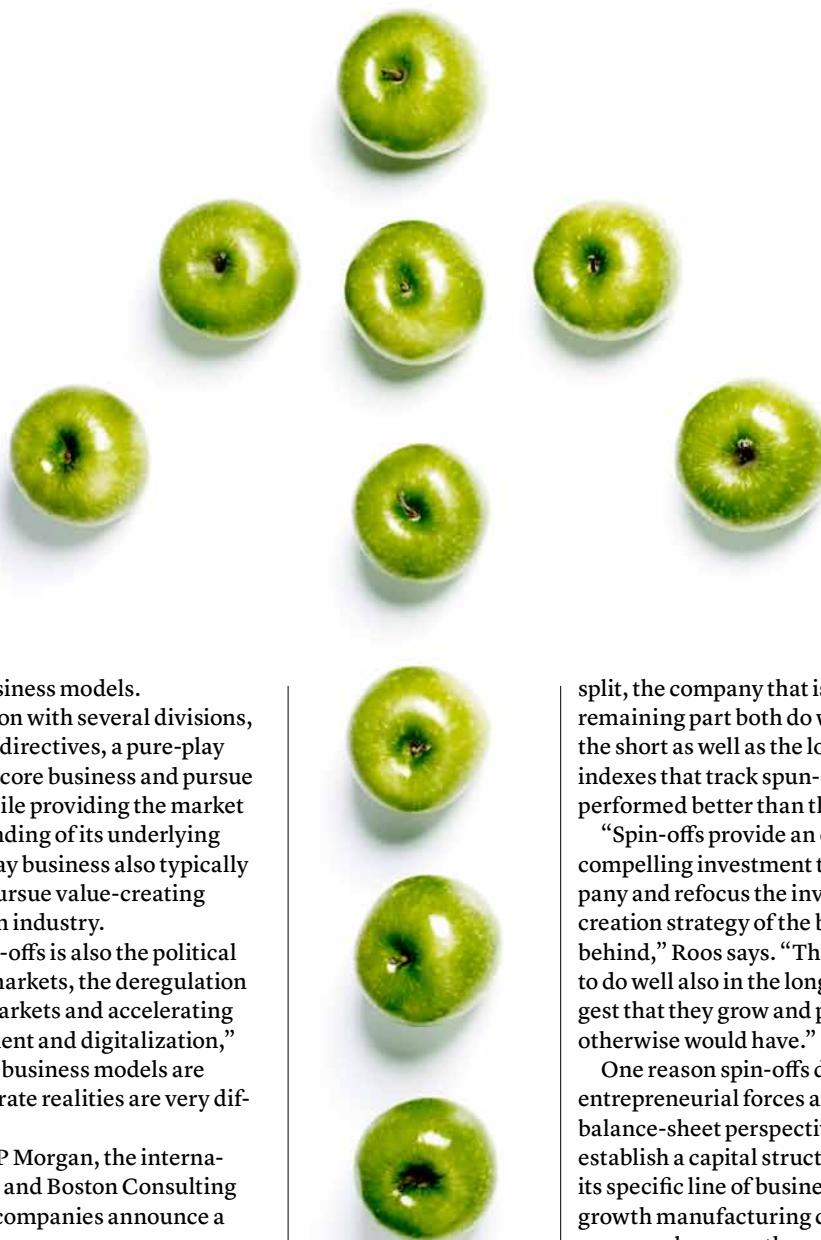 siness models.
on with several divisions,
directives, a pure-play
core business and pursue
ile providing the market
nding of its underlying
ay business also typically
ursue value-creating
n industry.
-offs is also the political
markets, the deregulation
arkets and accelerating
ent and digitalization,”
business models are
rate realities are very dif-
P Morgan, the interna-
and Boston Consulting
companies announce a
split, the company that is
remaining part both do w
the short as well as the lo
indexes that track spun-
performed better than th
“Spin-offs provide an
compelling investment t
pany and refocus the inv
creation strategy of the b
behind,” Roos says. “Th
to do well also in the long
gest that they grow and p
otherwise would have.”
One reason spin-offs d
entrepreneurial forces a
balance-sheet perspectiv
establish a capital struct
its specific line of busine
growth manufacturing c